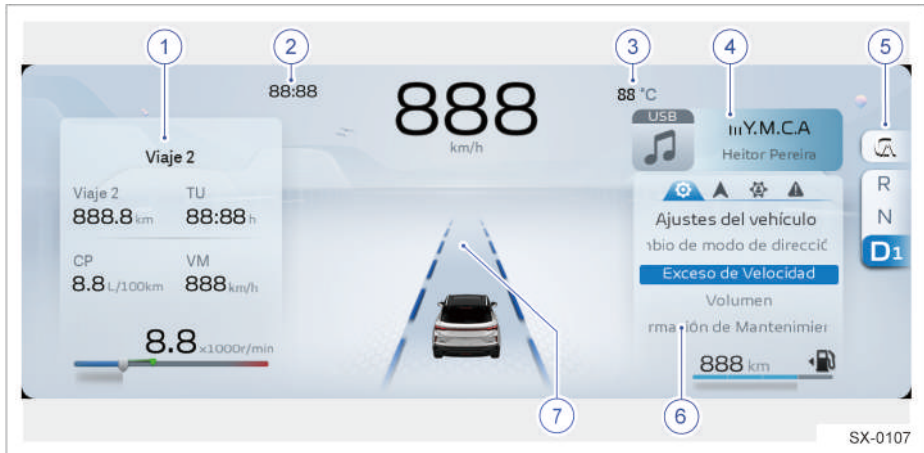 1
2
3
4
5
88:88
888
km/h
88 °C
USB
Y.M.C.A
Heitor Pereira
Viaje 2
Viaje 2
TU
888.8 km
88:88 h
CP
VM
8.8 L/100km
888 km/h
8.8 x1000r/min
Ajustes del vehículo
nbio de modo de direcció
Exceso de Velocidad
Volumen
rmación de Mantenimier
888 km
R
N
D1
6
7
SX-0107